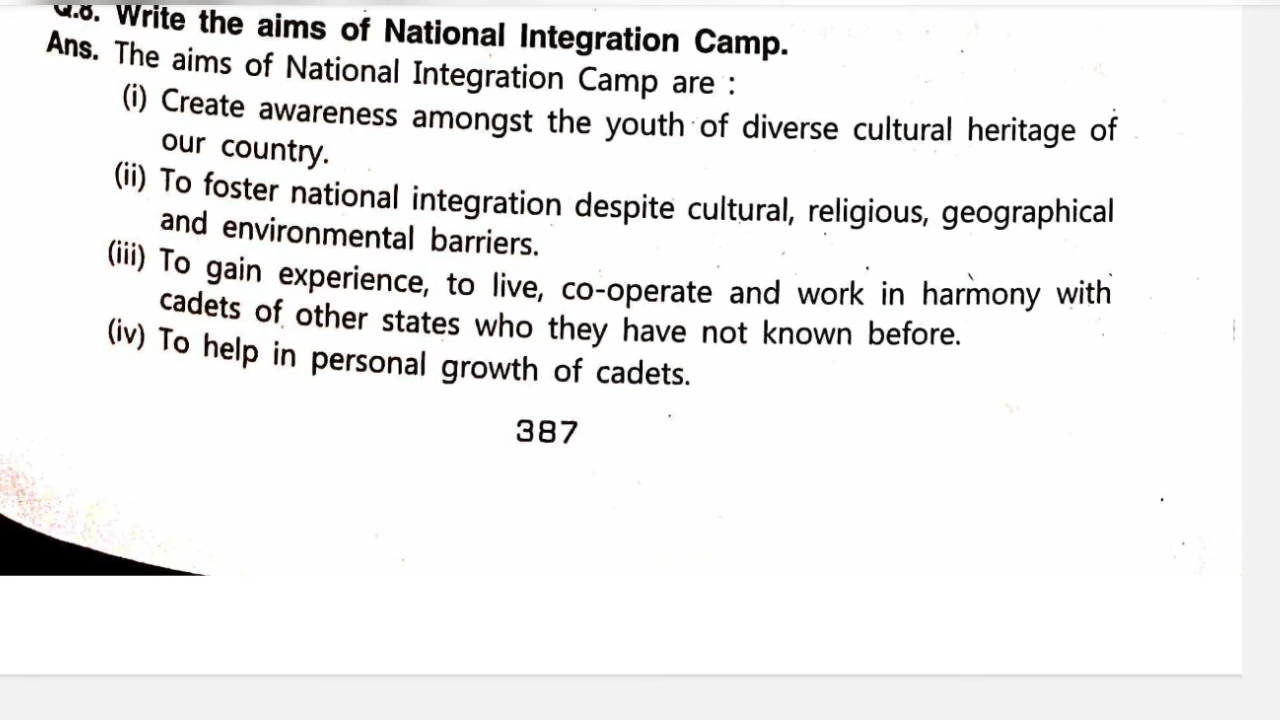 Q.8. Write the aims of National Integration Camp.
Ans. The aims of National Integration Camp are :
(i) Create awareness amongst the youth of diverse cultural heritage of
our country.
(ii) To foster national integration despite cultural, religious, geographical
and environmental barriers.
(iii) To gain experience, to live, co-operate and work in harmony with
cadets of other states who they have not known before.
(iv) To help in personal growth of cadets.
387